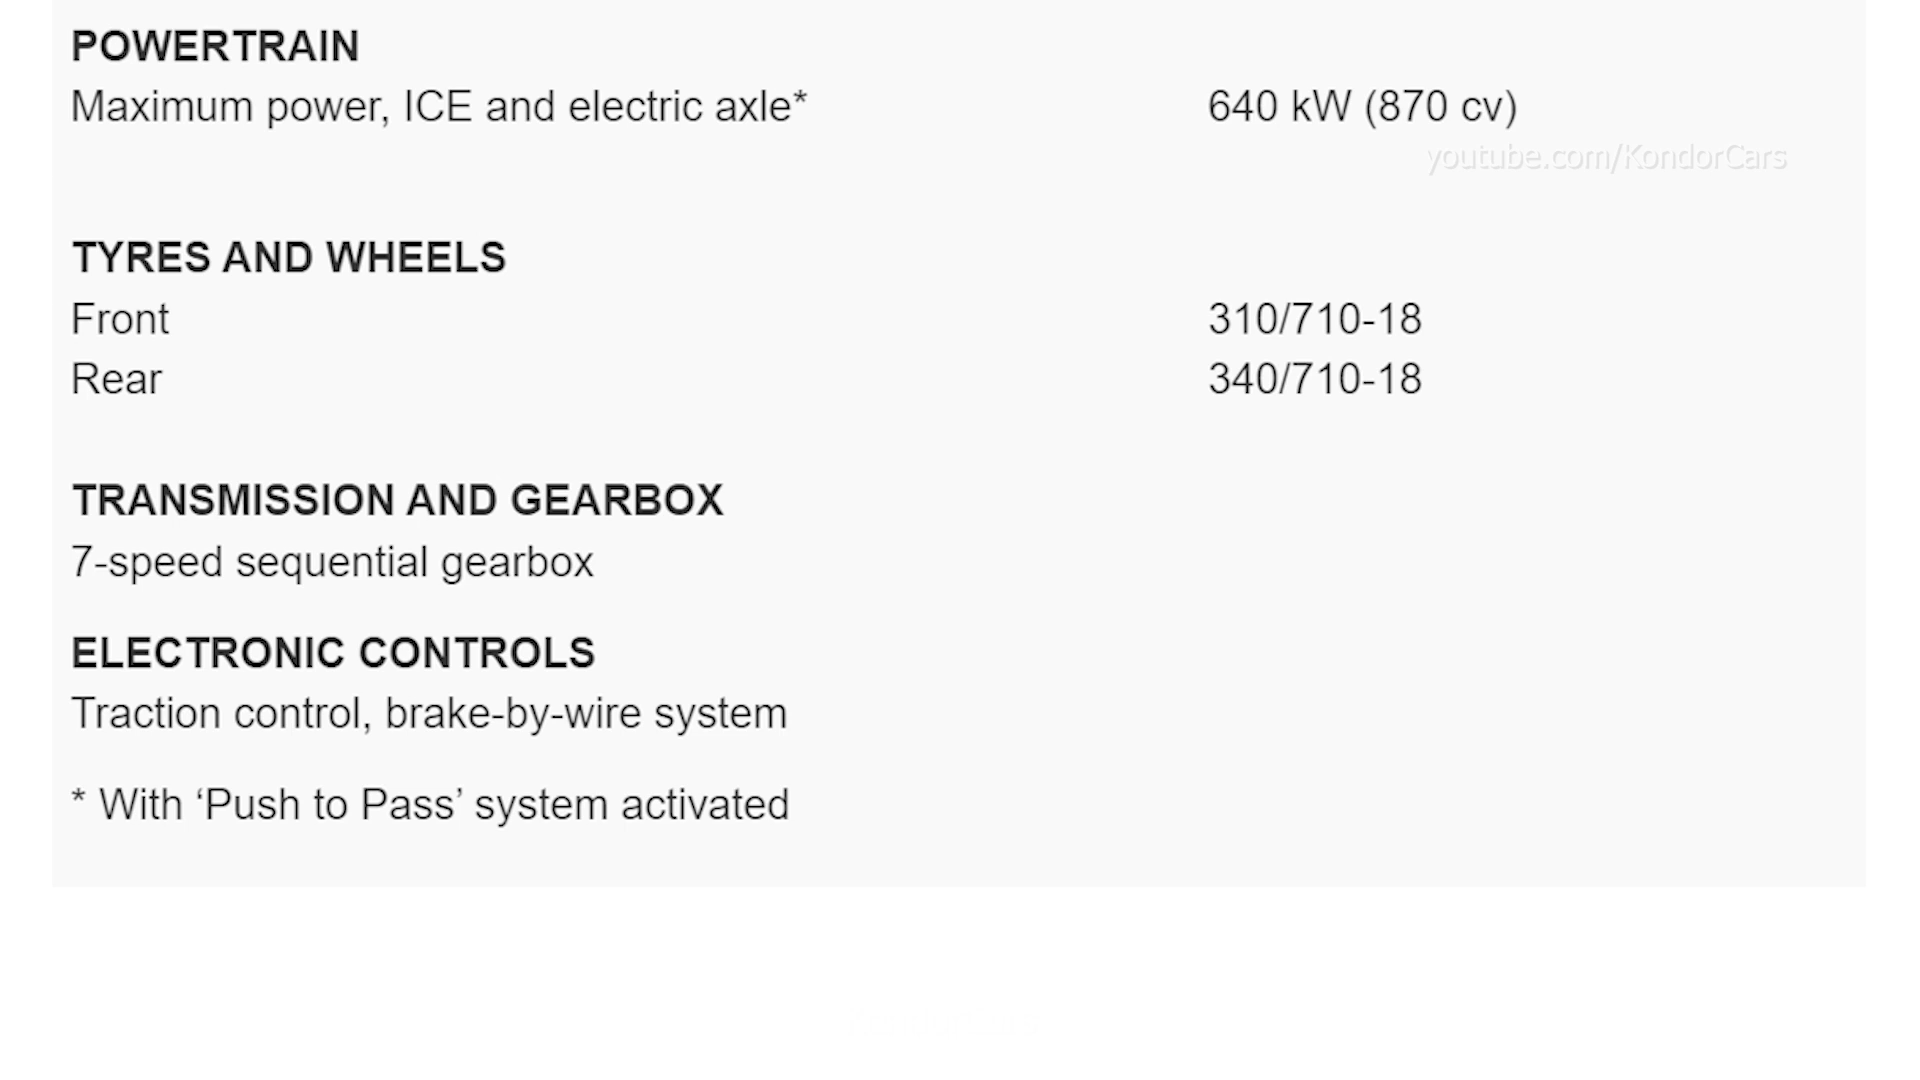 POWERTRAIN
Maximum power, ICE and electric axle* 640 kW (870 cv)
youtube.com/KondorCars
TYRES AND WHEELS
Front 310/710-18
Rear 340/710-18
TRANSMISSION AND GEARBOX
7-speed sequential gearbox
ELECTRONIC CONTROLS
Traction control, brake-by-wire system
* With ‘Push to Pass’ system activated